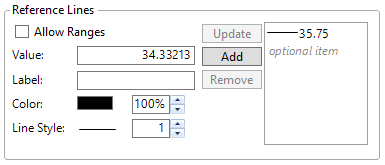 Reference Lines
Allow Ranges
Update
35.75
Value: 34.33213
Add
optional item
Label:
Remove
Color: 100%
Line Style: 1